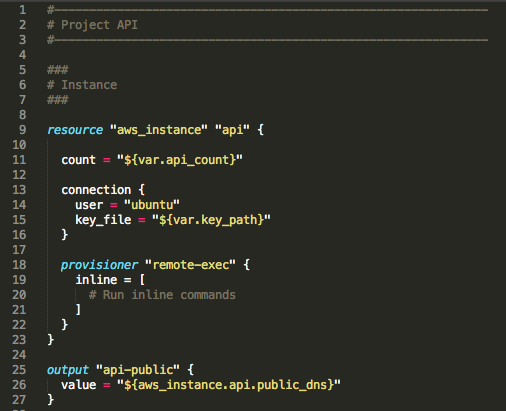 1 #--------------------------------------------------------------
2 # Project API
3 #--------------------------------------------------------------
4
5 ###
6 # Instance
7 ###
8
9 resource "aws_instance" "api" {
10
11   count = "${var.api_count}"
12
13   connection {
14     user = "ubuntu"
15     key_file = "${var.key_path}"
16   }
17
18   provisioner "remote-exec" {
19     inline = [
20       # Run inline commands
21     ]
22   }
23 }
24
25 output "api-public" {
26   value = "${aws_instance.api.public_dns}"
27 }